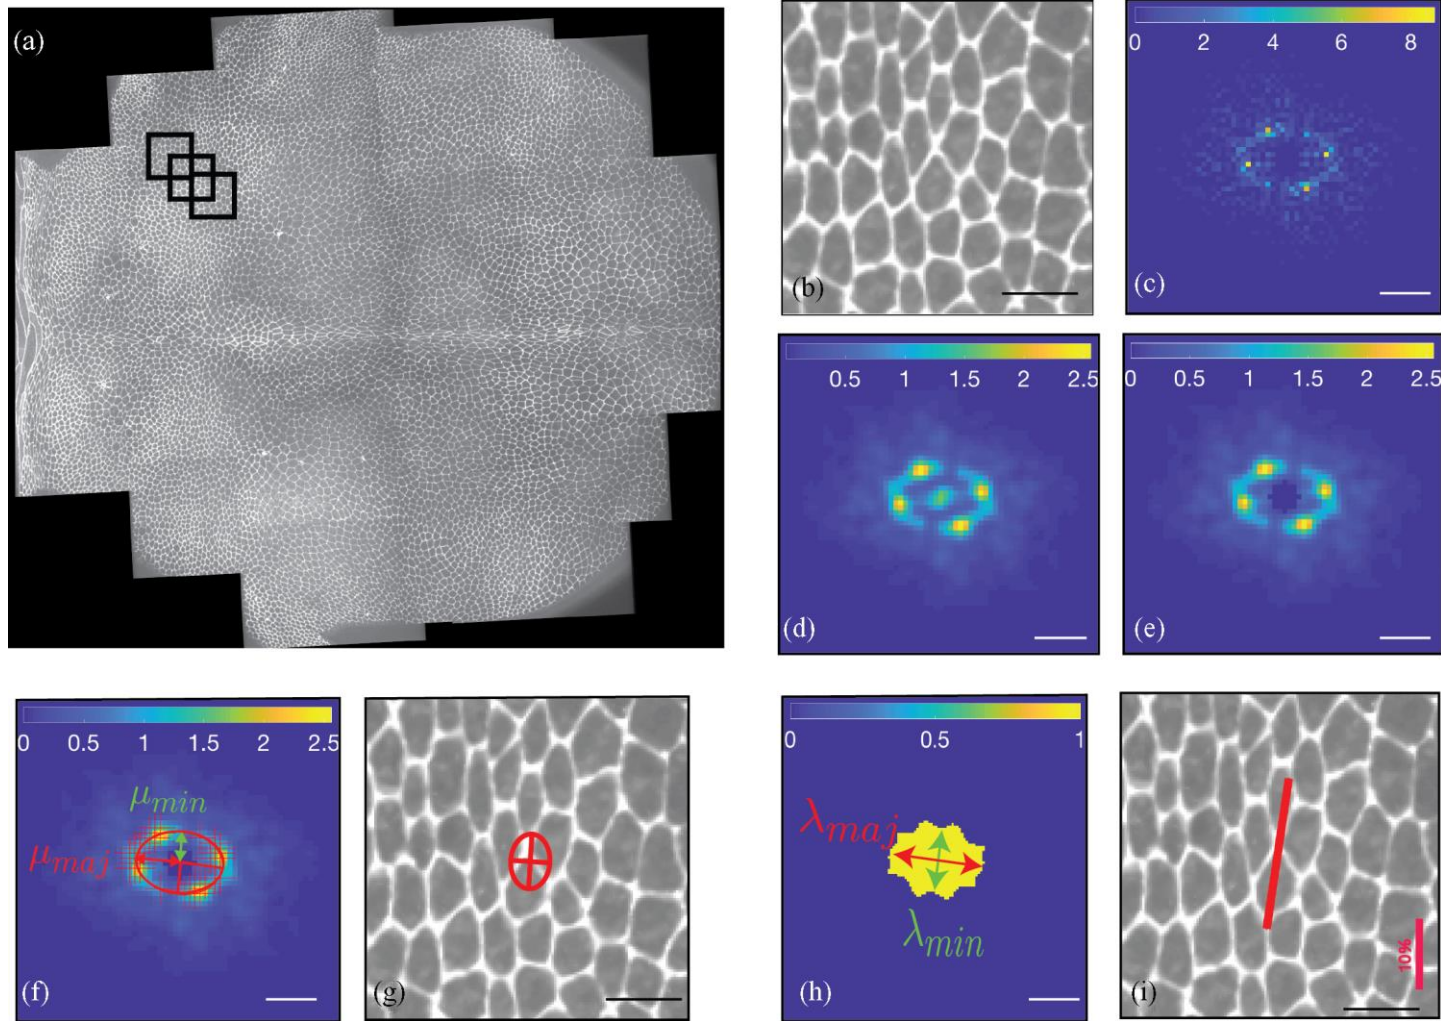 (a)
(b)
0 2 4 6 8
(c)
0.5 1 1.5 2 2.5
(d)
0 0.5 1 1.5 2 2.5
(e)
0 0.5 1 1.5 2 2.5
μmin
μmaj
(f)
(g)
0 0.5 1
λmaj
λmin
(h)
10%
(i)